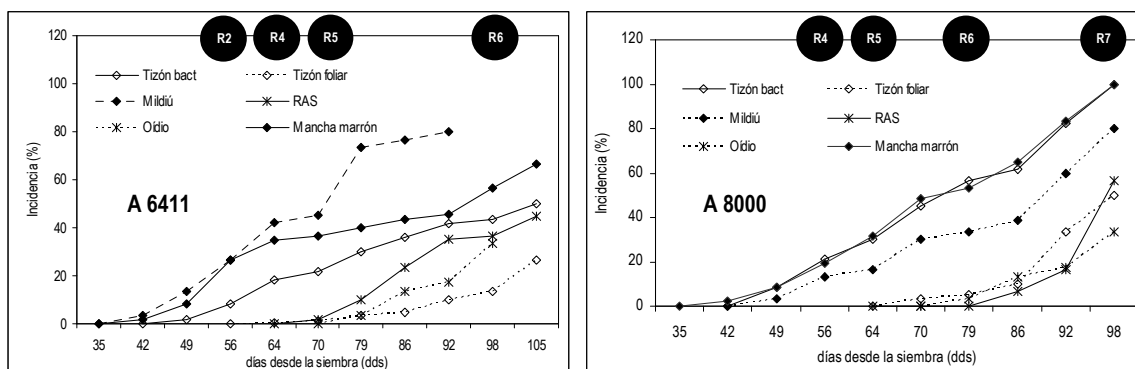 R2 R4 R5 R6
120
100
80
60
40
20
0
Incidencia (%)
Tizón bact Tizón foliar
Mildiú RAS
Oídio Mancha marrón
A 6411
35 42 49 56 64 70 79 86 92 98 105
días desde la siembra (dds)
R4 R5 R6 R7
120
100
80
60
40
20
0
Incidencia (%)
Tizón bact Tizón foliar
Mildiú RAS
Oídio Mancha marrón
A 8000
35 42 49 56 64 70 79 86 92 98
días desde la siembra (dds)